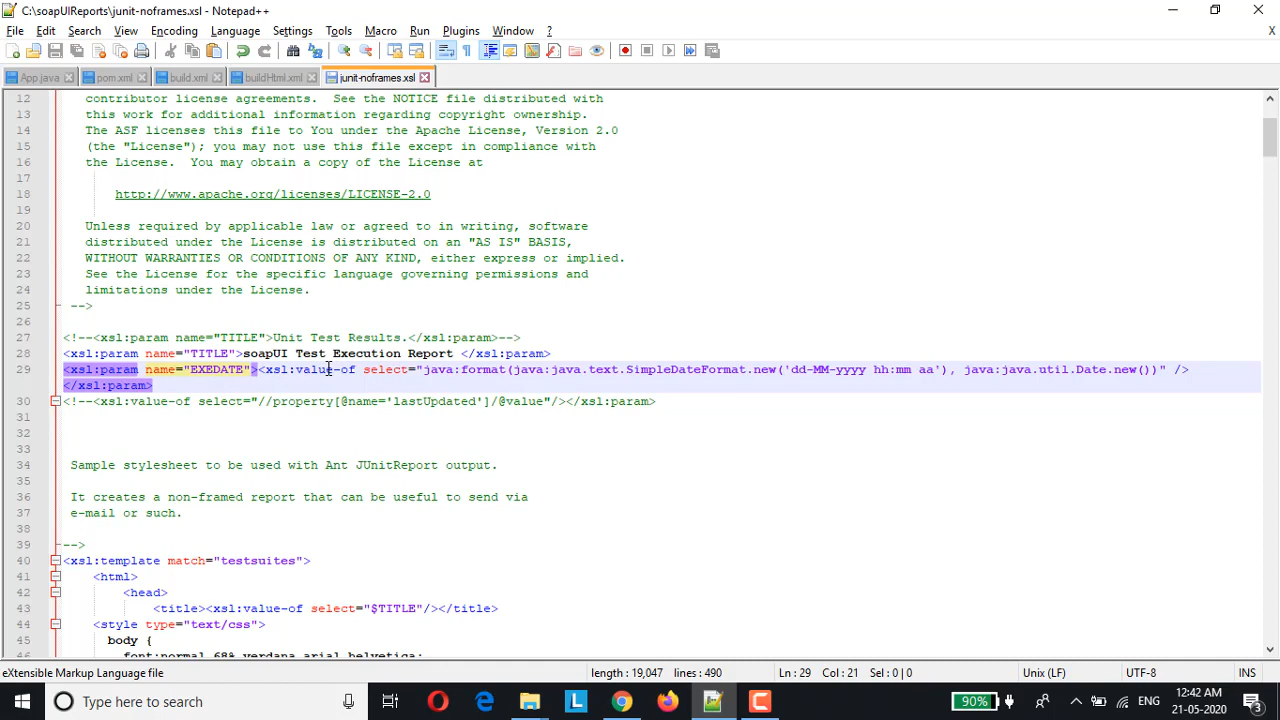 C:\soapUIReports\junit-noframes.xsl - Notepad++
File Edit Search View Encoding Language Settings Tools Macro Run Plugins Window ? X
App.java pom.xml build.xml buildHtml.xml junit-noframes.xsl
12 contributor license agreements.  See the NOTICE file distributed with
13 this work for additional information regarding copyright ownership.
14 The ASF licenses this file to You under the Apache License, Version 2.0
15 (the "License"); you may not use this file except in compliance with
16 the License.  You may obtain a copy of the License at
17
18 http://www.apache.org/licenses/LICENSE-2.0
19
20 Unless required by applicable law or agreed to in writing, software
21 distributed under the License is distributed on an "AS IS" BASIS,
22 WITHOUT WARRANTIES OR CONDITIONS OF ANY KIND, either express or implied.
23 See the License for the specific language governing permissions and
24 limitations under the License.
25 -->
26
27 <!--<xsl:param name="TITLE">Unit Test Results.</xsl:param>-->
28 <xsl:param name="TITLE">soapUI Test Execution Report </xsl:param>
29 <xsl:param name="EXEDATE"><xsl:value-of select="java:format(java:java.text.SimpleDateFormat.new('dd-MM-yyyy hh:mm aa'), java:java.util.Date.new())" />
</xsl:param>
30 <!--<xsl:value-of select="//property[@name='lastUpdated']/@value"/></xsl:param>
31
32
33
34 Sample stylesheet to be used with Ant JUnitReport output.
35
36 It creates a non-framed report that can be useful to send via
37 e-mail or such.
38
39 -->
40 <xsl:template match="testsuites">
41 <html>
42 <head>
43 <title><xsl:value-of select="$TITLE"/></title>
44 <style type="text/css">
45 body {
font:normal 68% verdana,arial,helvetica;
eXtensible Markup Language file length : 19,047 lines : 490 Ln : 29 Col : 21 Sel : 0 | 0 Unix (LF) UTF-8 INS
Type here to search 90% ENG 12:42 AM
21-05-2020 3